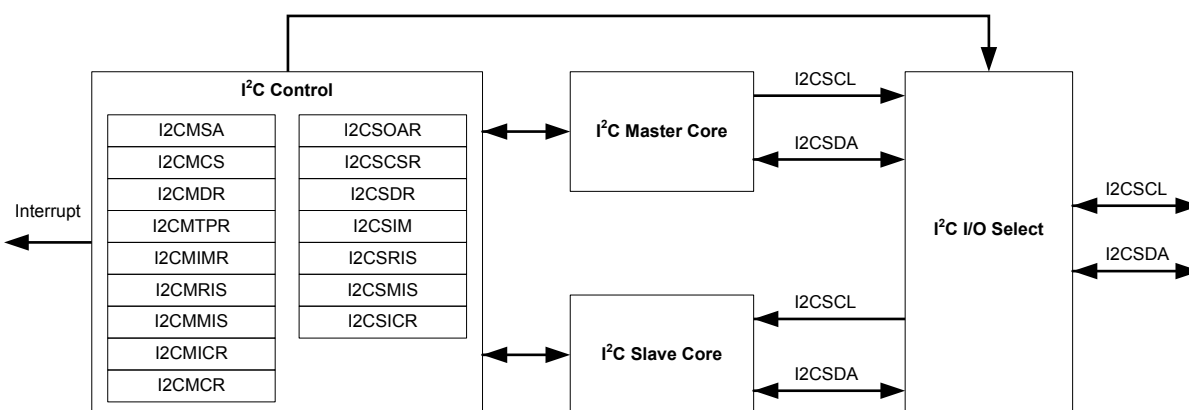 I²C Control
I2CMSA
I2CMCS
I2CMDR
I2CMTPR
I2CMIMR
I2CMRIS
I2CMMIS
I2CMICR
I2CMCR
I2CSOAR
I2CSCSR
I2CSDR
I2CSIM
I2CSRIS
I2CSMIS
I2CSICR
Interrupt
I²C Master Core
I2CSCL
I2CSDA
I²C Slave Core
I2CSCL
I2CSDA
I²C I/O Select
I2CSCL
I2CSDA